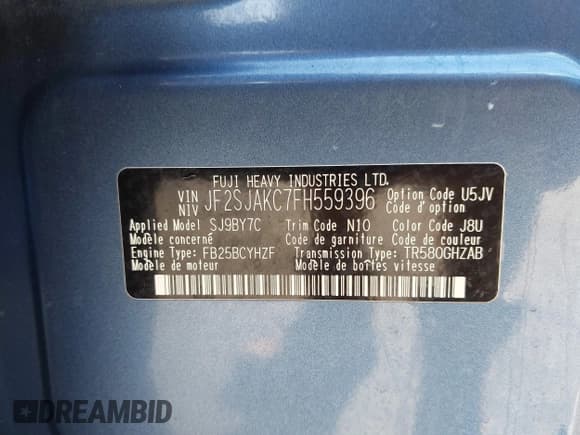 FUJI HEAVY INDUSTRIES LTD.
VIN NIV JF2SJAKC7FH559396 Option Code U5JV Code d'option
Applied Model SJ9BY7C Trim Code N10 Color Code J8U
Code de garniture Code de couleur
Engine Type: FB25BCYHZF Transmission Type: TR580GHZAB
Modèle de moteur Modèle de boîtes vitesse
DREAMBID